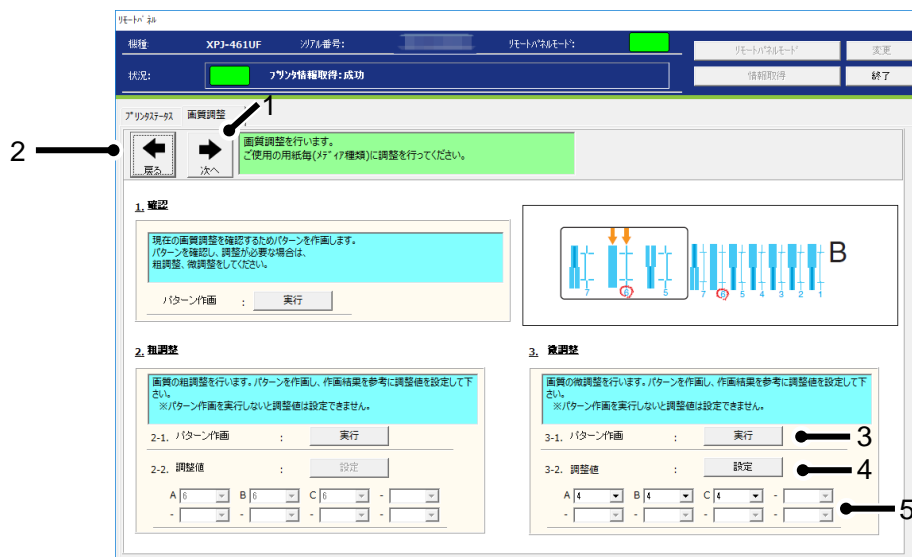 ﾘﾓｰﾄﾊﾟﾈﾙ
機種: XPJ-461UF ｼﾘｱﾙ番号: ﾘﾓｰﾄﾊﾟﾈﾙﾓｰﾄﾞ: ﾘﾓｰﾄﾊﾟﾈﾙﾓｰﾄﾞ 変更
状況: ﾌﾟﾘﾝﾀ情報取得:成功 情報取得 終了
ﾌﾟﾘﾝﾀｽﾃｰﾀｽ 画質調整 1
2 戻る 次へ
画質調整を行います。
ご使用の用紙毎(ﾒﾃﾞｨｱ種類)に調整を行ってください。
1. 確認
現在の画質調整を確認するためパターンを作画します。
パターンを確認し、調整が必要な場合は、
粗調整、微調整をしてください。
パターン作画 : 実行
B
7 6 5 7 6 5 4 3 2 1
2. 粗調整
画質の粗調整を行います。パターンを作画し、作画結果を参考に調整値を設定して下
さい。
※パターン作画を実行しないと調整値は設定できません。
2-1. パターン作画 : 実行
2-2. 調整値 : 設定
A 6 B 6 C 6 -
- - - -
3. 微調整
画質の微調整を行います。パターンを作画し、作画結果を参考に調整値を設定して下
さい。
※パターン作画を実行しないと調整値は設定できません。
3-1. パターン作画 : 実行 3
3-2. 調整値 : 設定 4
A 4 B 4 C 4 -
- - - - 5